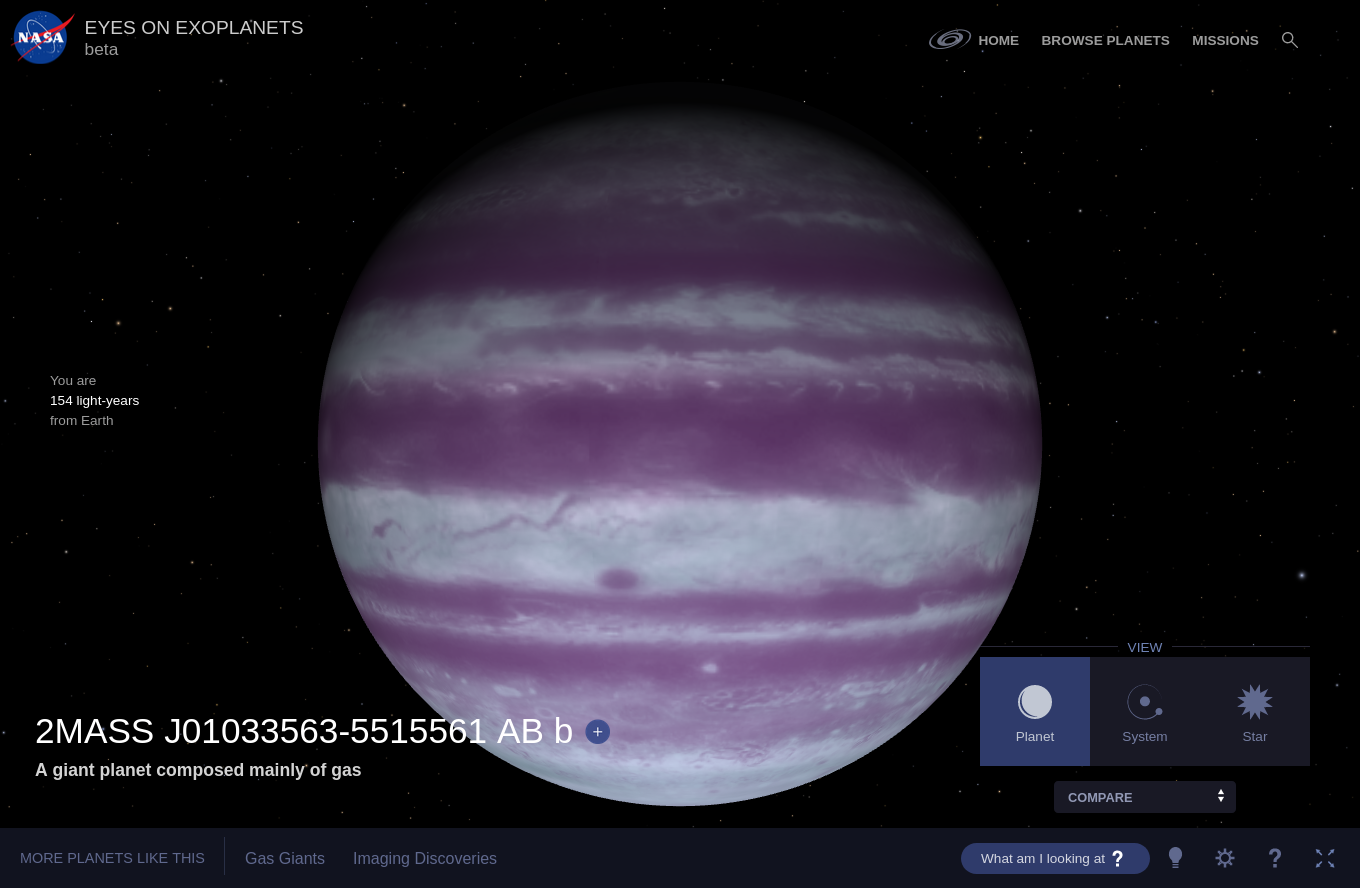 NASA
EYES ON EXOPLANETS
beta
HOME
BROWSE PLANETS
MISSIONS
You are
154 light-years
from Earth
VIEW
Planet
System
Star
2MASS J01033563-5515561 AB b +
A giant planet composed mainly of gas
COMPARE
MORE PLANETS LIKE THIS
Gas Giants
Imaging Discoveries
What am I looking at ?
?